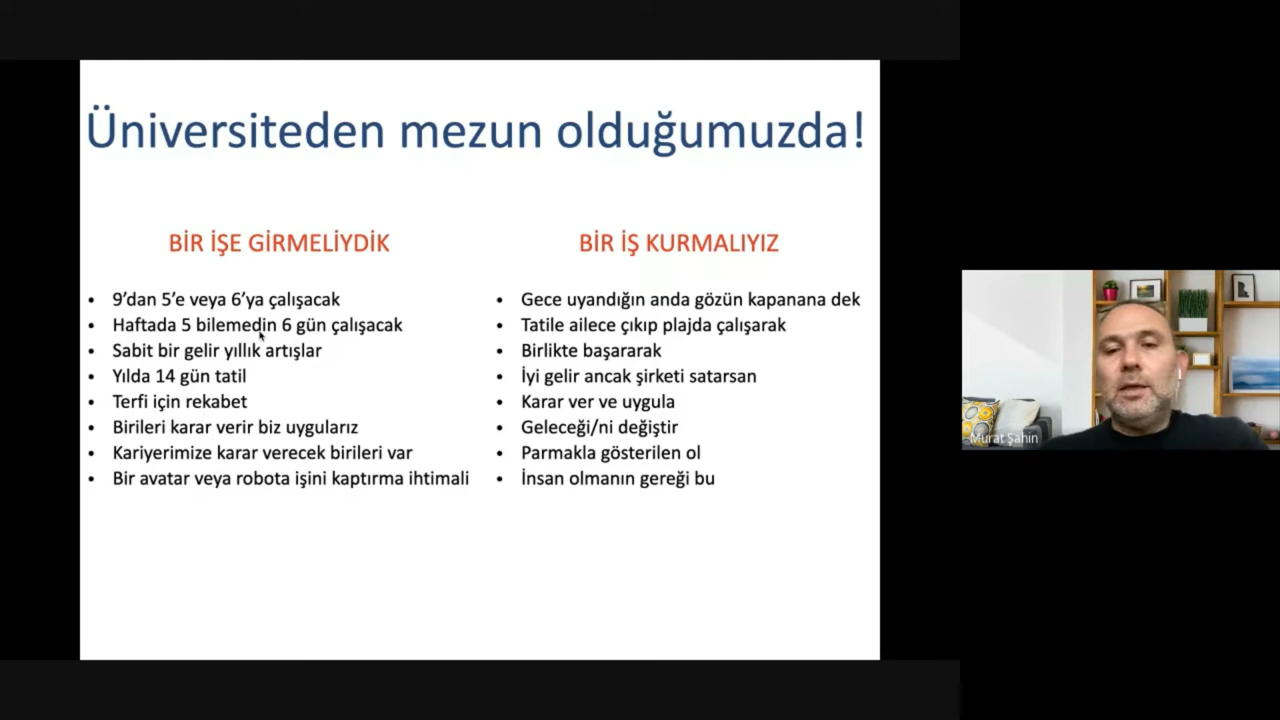 Üniversiteden mezun olduğumuzda!
BİR İŞE GİRMELİYDİK
9’dan 5’e veya 6’ya çalışacak
Haftada 5 bilemedin 6 gün çalışacak
Sabit bir gelir yıllık artışlar
Yılda 14 gün tatil
Terfi için rekabet
Birileri karar verir biz uygularız
Kariyerimize karar verecek birileri var
Bir avatar veya robota işini kaptırma ihtimali
BİR İŞ KURMALIYIZ
Gece uyandığın anda gözün kapanana dek
Tatile ailece çıkıp plajda çalışarak
Birlikte başararak
İyi gelir ancak şirketi satarsan
Karar ver ve uygula
Geleceği/ni değiştir
Parmakla gösterilen ol
İnsan olmanın gereği bu
Murat Şahin